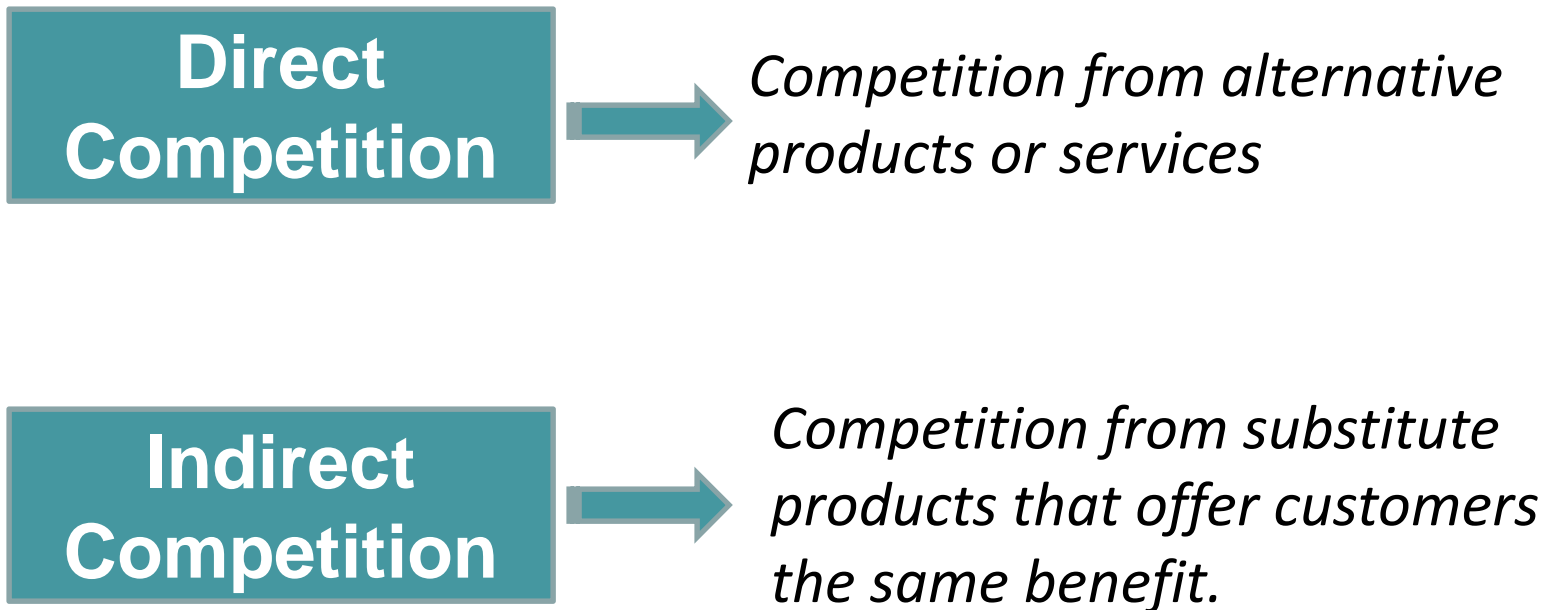 Direct
Competition
Competition from alternative
products or services
Indirect
Competition
Competition from substitute
products that offer customers
the same benefit.